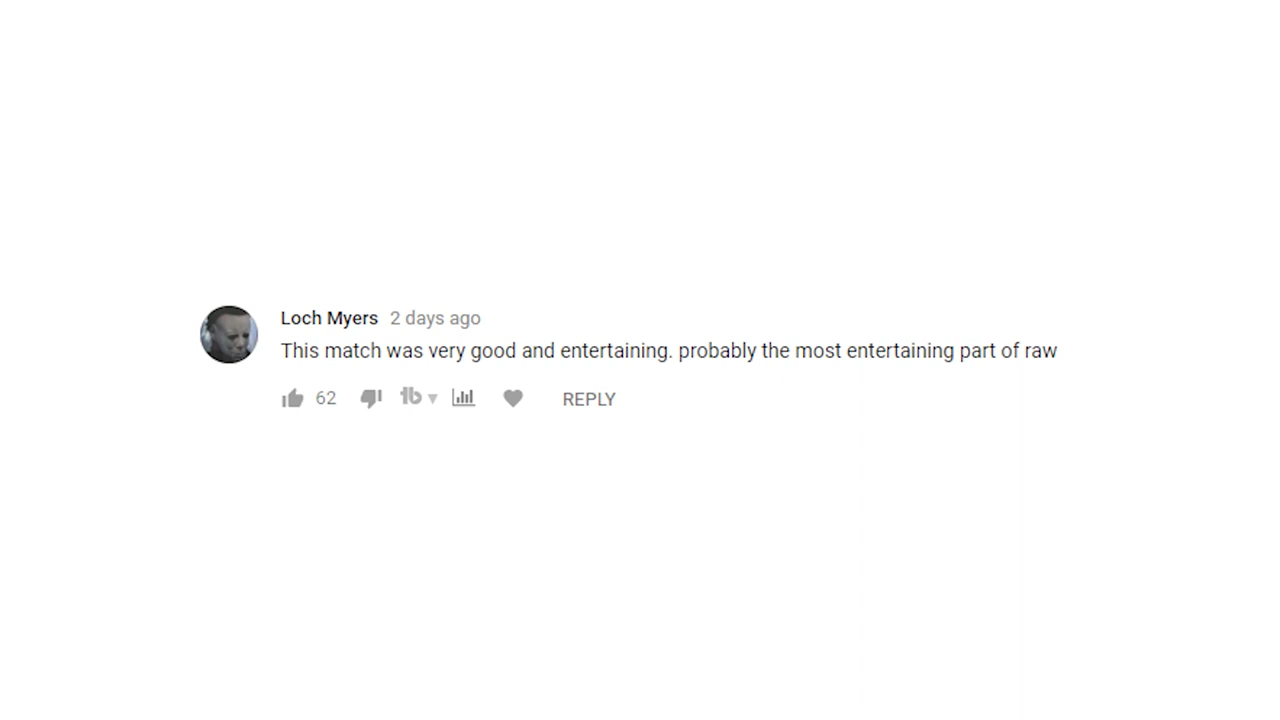 Loch Myers 2 days ago
This match was very good and entertaining. probably the most entertaining part of raw
62 tb REPLY